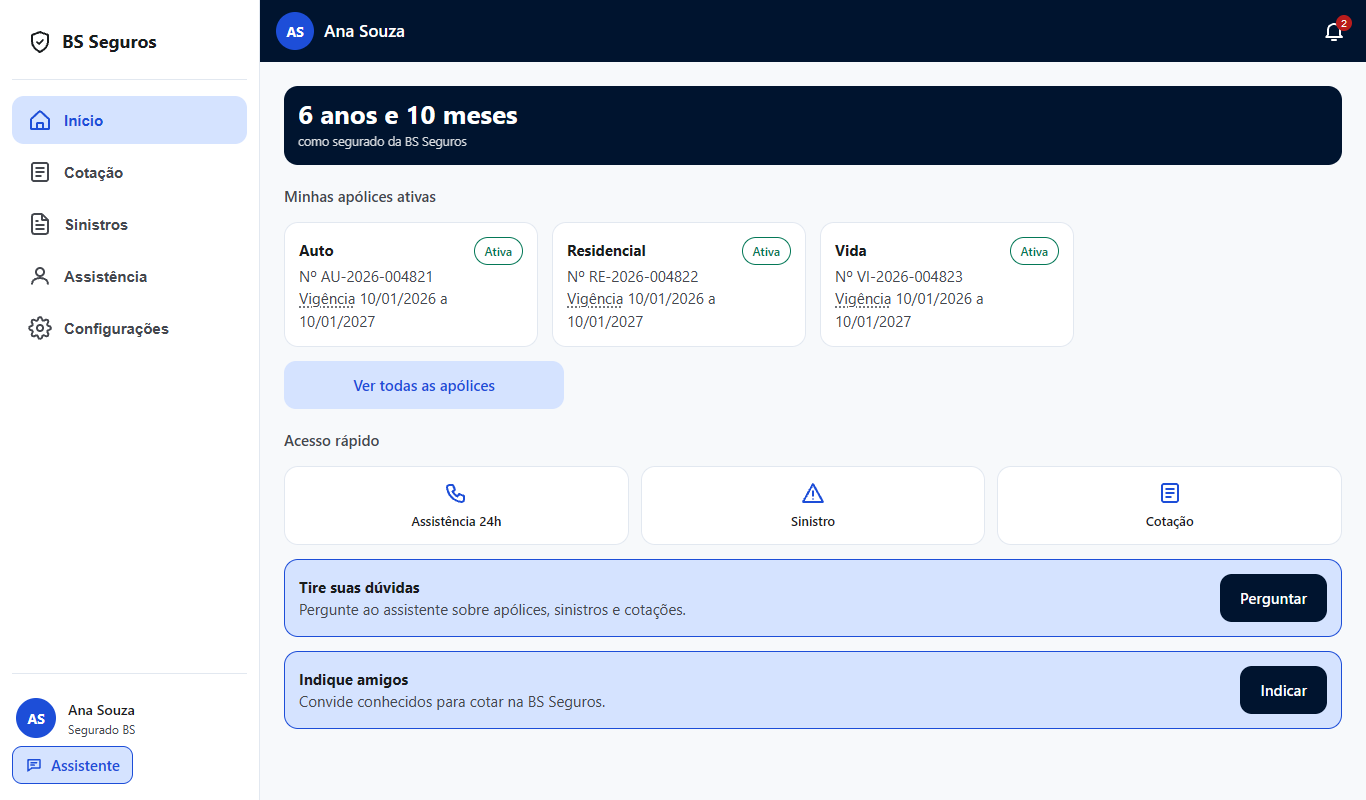 BS Seguros
Início
Cotação
Sinistros
Assistência
Configurações
AS
Ana Souza
Segurado BS
Assistente
AS
Ana Souza
2
6 anos e 10 meses
como segurado da BS Seguros
Minhas apólices ativas
Auto
Ativa
Nº AU-2026-004821
Vigência 10/01/2026 a
10/01/2027
Residencial
Ativa
Nº RE-2026-004822
Vigência 10/01/2026 a
10/01/2027
Vida
Ativa
Nº VI-2026-004823
Vigência 10/01/2026 a
10/01/2027
Ver todas as apólices
Acesso rápido
Assistência 24h
Sinistro
Cotação
Tire suas dúvidas
Pergunte ao assistente sobre apólices, sinistros e cotações.
Perguntar
Indique amigos
Convide conhecidos para cotar na BS Seguros.
Indicar